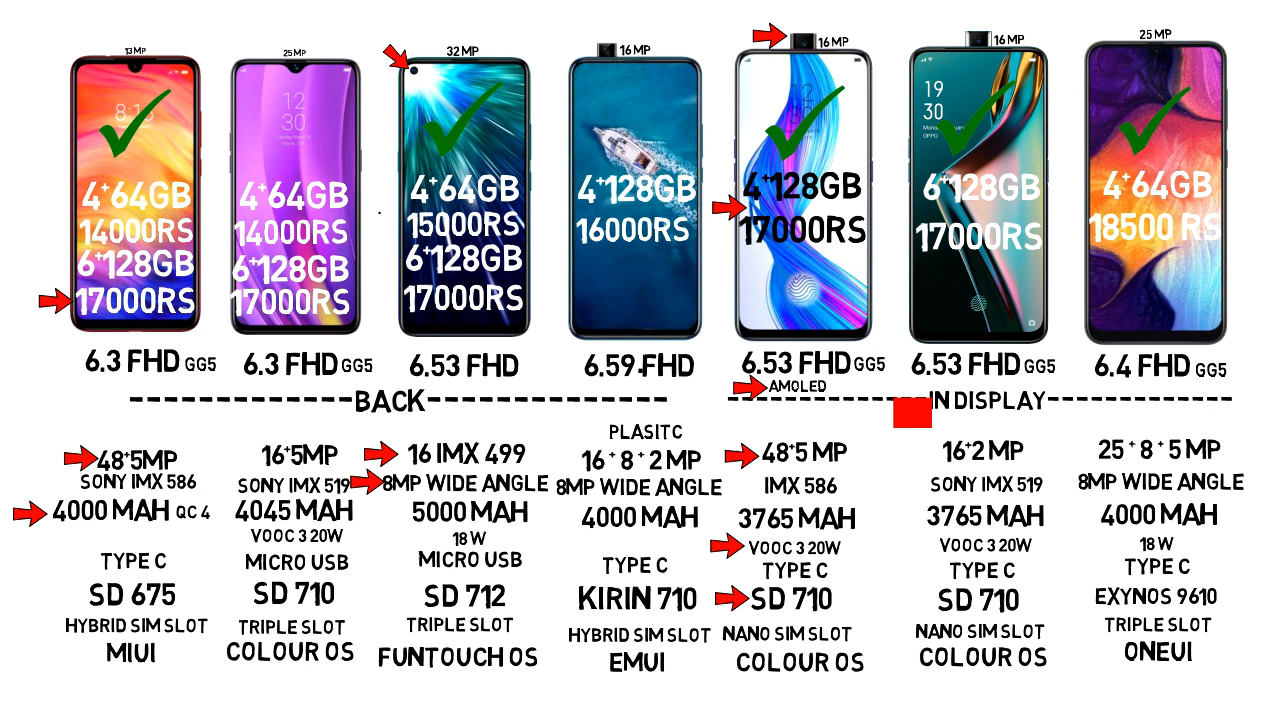 13 MP
8:13
4+64GB
14000RS
6+128GB
17000RS
6.3 FHD GG5
25 MP
12
30
4+64GB
14000RS
6+128GB
17000RS
6.3 FHD GG5
32 MP
4+64GB
15000RS
6+128GB
17000RS
6.53 FHD
16 MP
4+128GB
16000RS
6.59-FHD
16 MP
12
30
4+128GB
17000RS
6.53 FHD GG5
AMOLED
16 MP
19
30
OPPO
6+128GB
17000RS
6.53 FHD GG5
25 MP
4+64GB
18500 RS
6.4 FHD GG5
BACK
IN DISPLAY
48+5MP
SONY IMX 586
4000 MAH QC 4
TYPE C
SD 675
HYBRID SIM SLOT
MIUI
16+5MP
SONY IMX 519
4045 MAH
VOOC 3 20W
MICRO USB
SD 710
TRIPLE SLOT
COLOUR OS
16 IMX 499
8MP WIDE ANGLE
5000 MAH
18 W
MICRO USB
SD 712
TRIPLE SLOT
FUNTOUCH OS
PLASITC
16+8+2 MP
8MP WIDE ANGLE
4000 MAH
TYPE C
KIRIN 710
HYBRID SIM SLOT
EMUI
48+5 MP
IMX 586
3765 MAH
VOOC 3 20W
TYPE C
SD 710
NANO SIM SLOT
COLOUR OS
16+2 MP
SONY IMX 519
3765 MAH
VOOC 3 20W
TYPE C
SD 710
NANO SIM SLOT
COLOUR OS
25+8+5 MP
8MP WIDE ANGLE
4000 MAH
18 W
TYPE C
EXYNOS 9610
TRIPLE SLOT
ONEUI